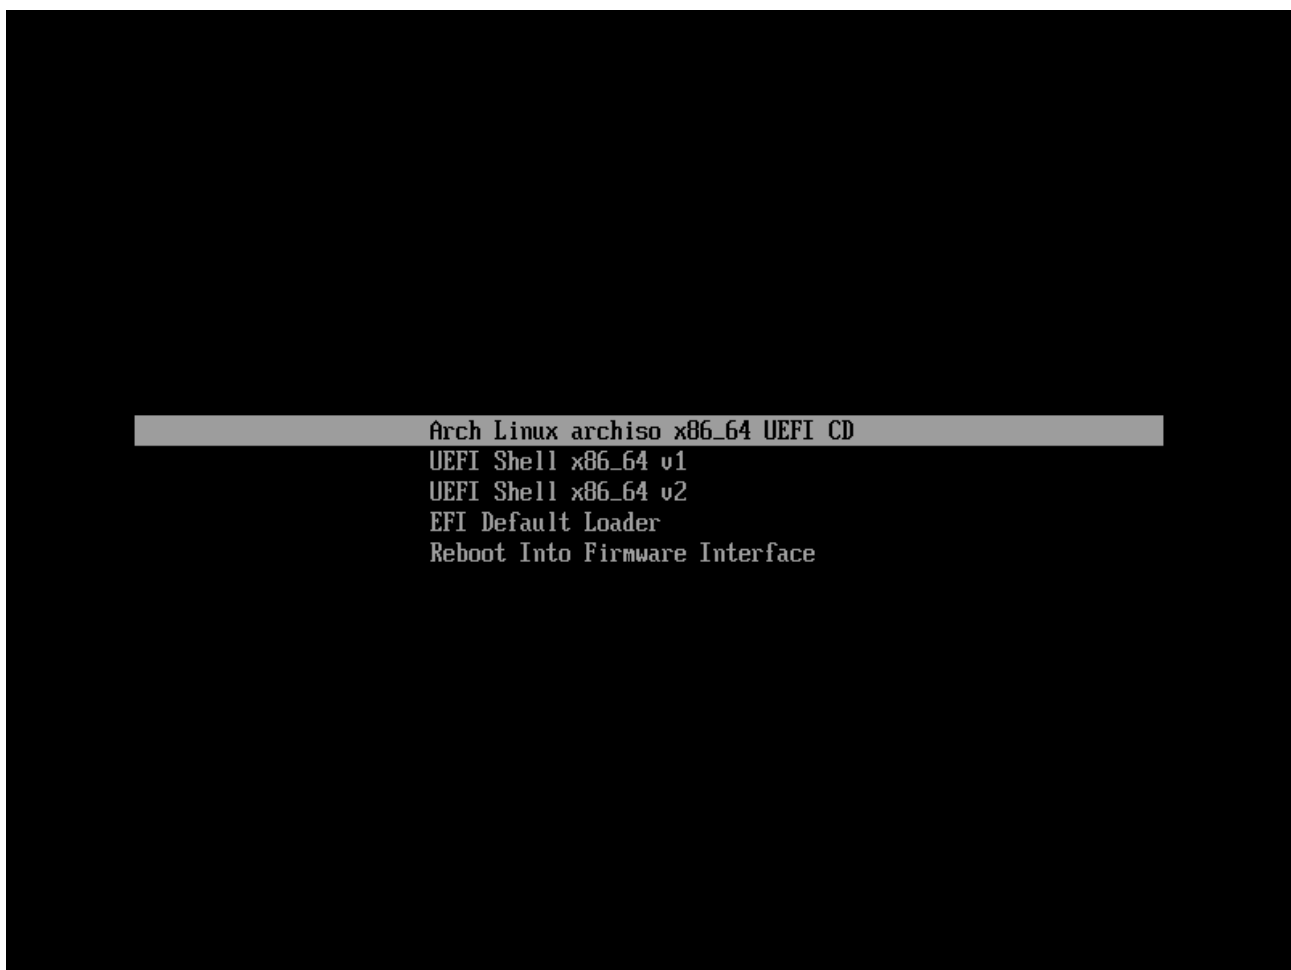 Arch Linux archiso x86_64 UEFI CD
UEFI Shell x86_64 v1
UEFI Shell x86_64 v2
EFI Default Loader
Reboot Into Firmware Interface